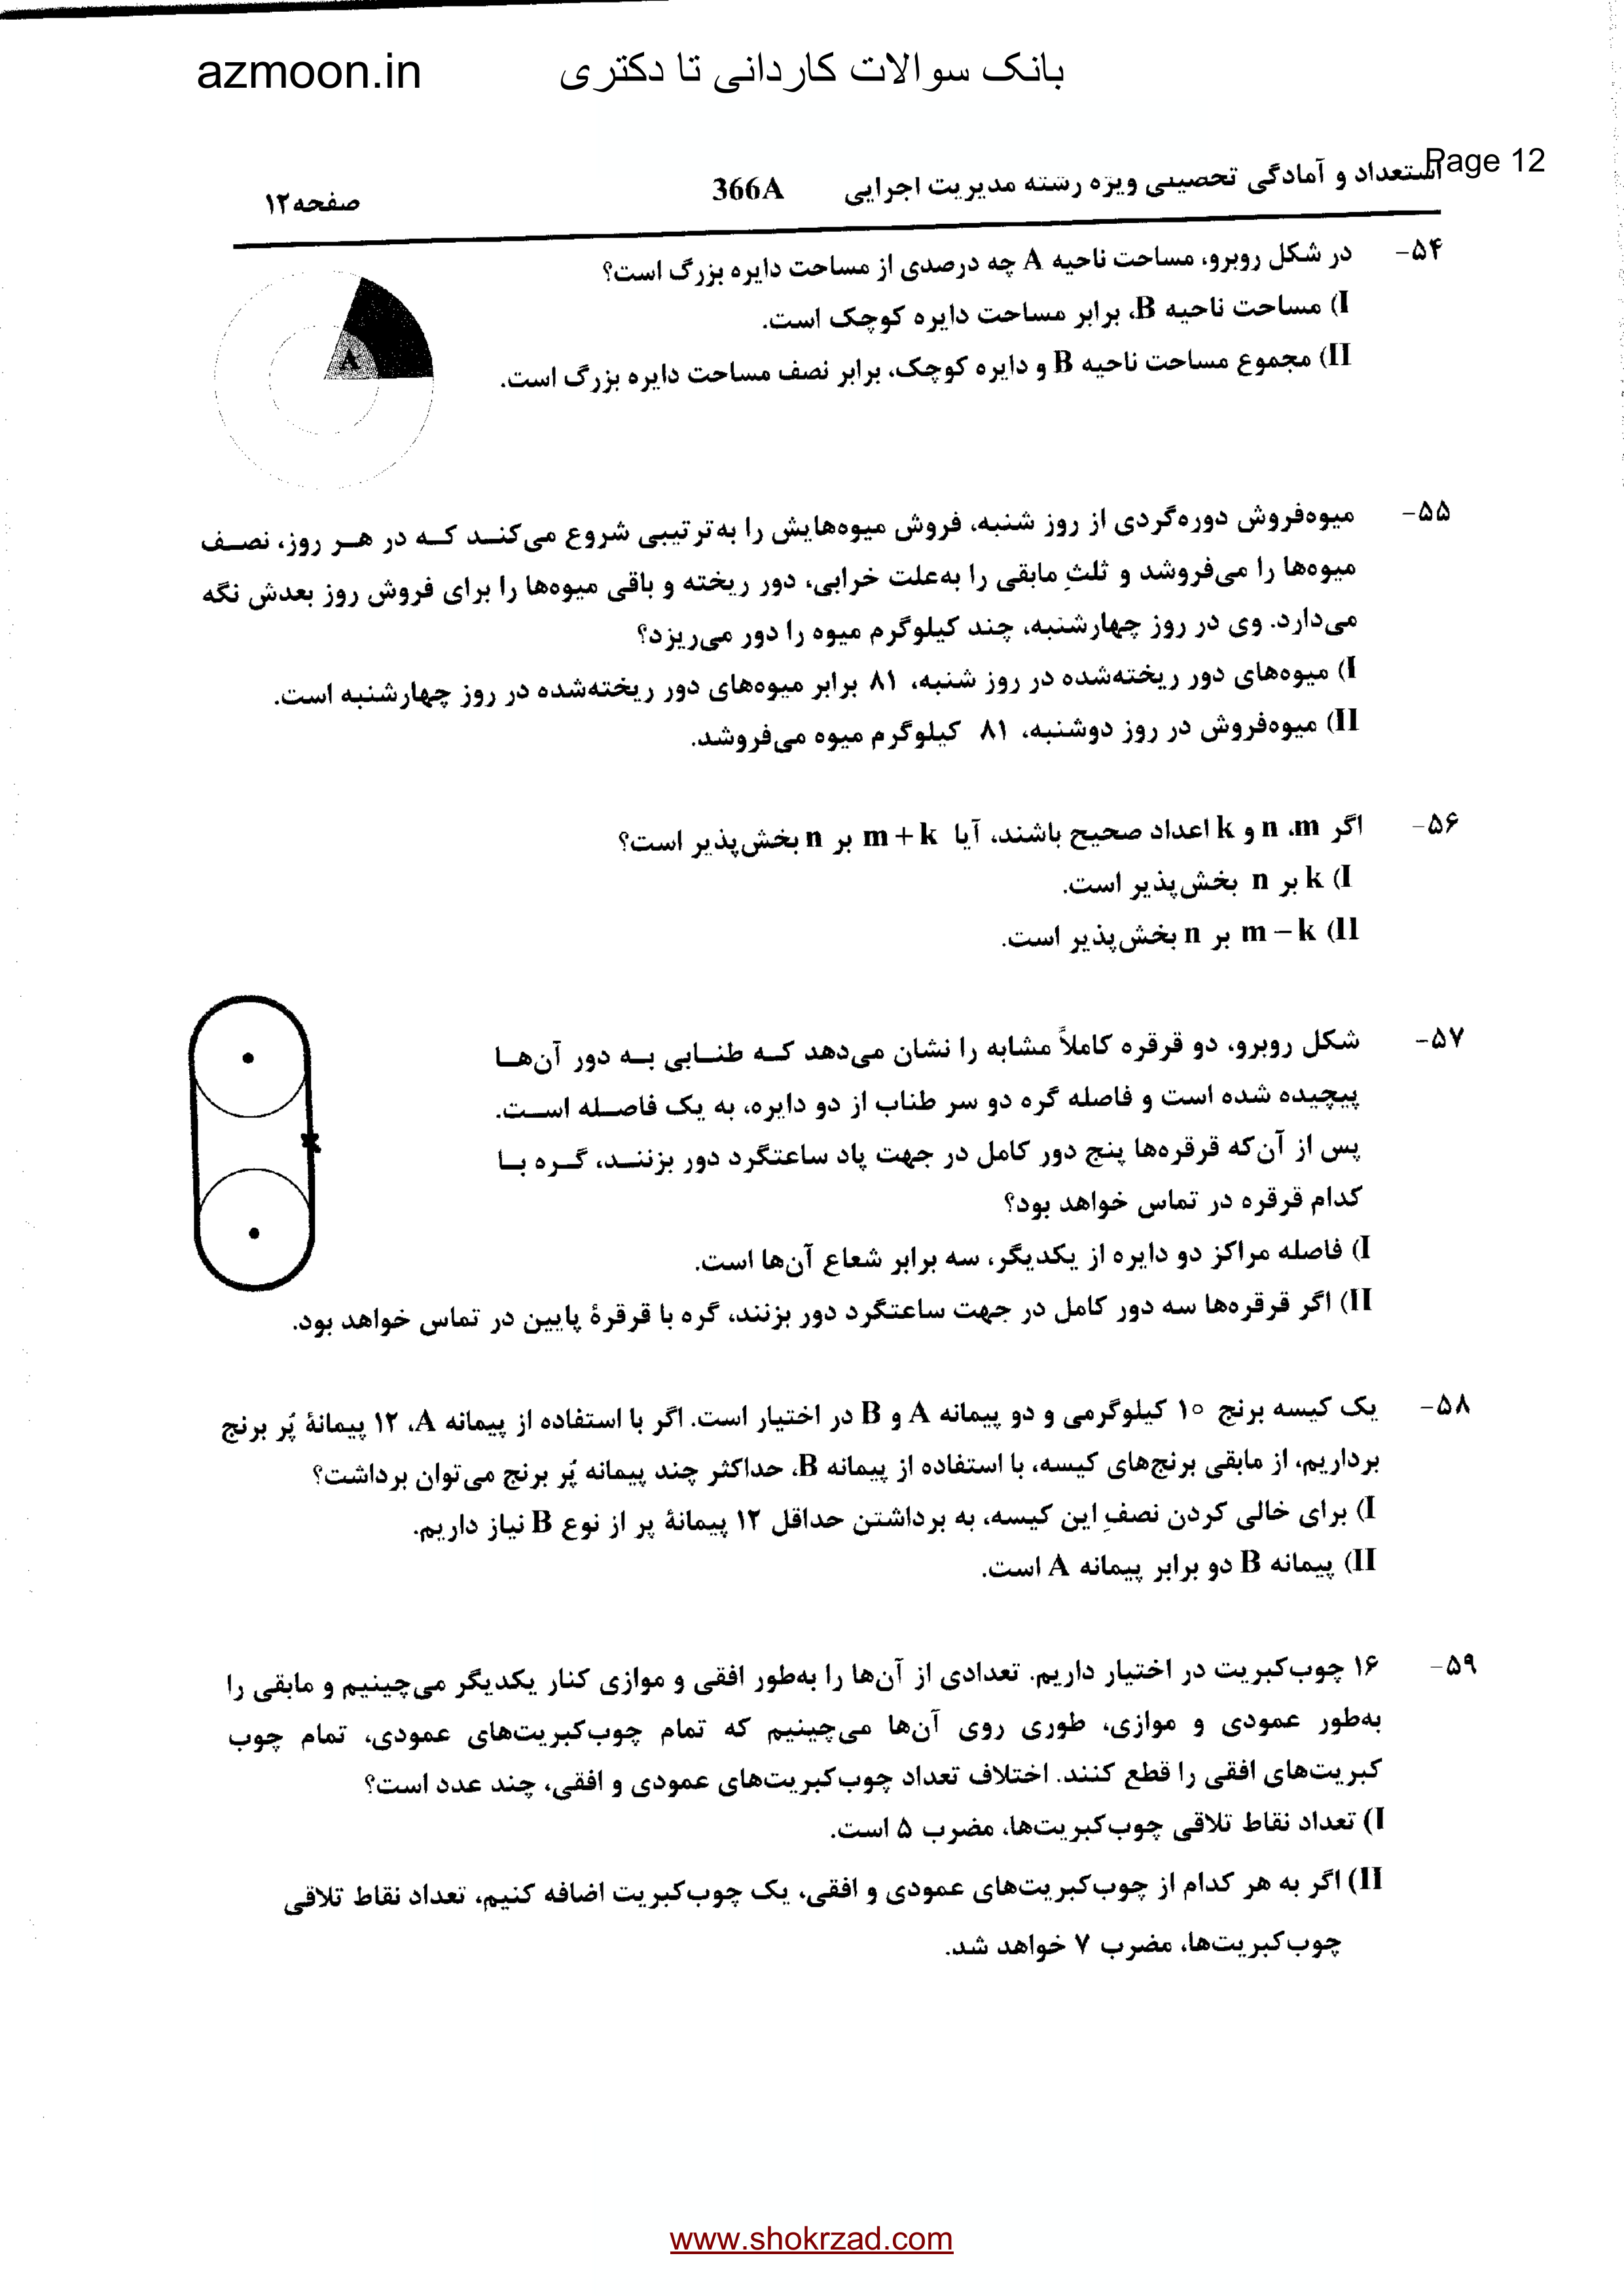 azmoon.in بانک سوالات کاردانی تا دکتری
Page 12
استعداد و آمادگی تحصیلی ویژه رشته مدیریت اجرایی 366A صفحه ۱۲
۵۴- در شکل روبرو، مساحت ناحیه A چه درصدی از مساحت دایره بزرگ است؟
I) مساحت ناحیه B، برابر مساحت دایره کوچک است.
II) مجموع مساحت ناحیه B و دایره کوچک، برابر نصف مساحت دایره بزرگ است.
A
۵۵- میوه‌فروش دوره‌گردی از روز شنبه، فروش میوه‌هایش را به‌ترتیبی شروع می‌کند که در هر روز، نصف
میوه‌ها را می‌فروشد و ثلثِ مابقی را به‌علت خرابی، دور ریخته و باقی میوه‌ها را برای فروش روز بعدش نگه
می‌دارد. وی در روز چهارشنبه، چند کیلوگرم میوه را دور می‌ریزد؟
I) میوه‌های دور ریخته‌شده در روز شنبه، ۸۱ برابر میوه‌های دور ریخته‌شده در روز چهارشنبه است.
II) میوه‌فروش در روز دوشنبه، ۸۱ کیلوگرم میوه می‌فروشد.
۵۶- اگر m، n و k اعداد صحیح باشند، آیا m + k بر n بخش‌پذیر است؟
I) k بر n بخش‌پذیر است.
II) m − k بر n بخش‌پذیر است.
۵۷- شکل روبرو، دو قرقره کاملاً مشابه را نشان می‌دهد که طنابی به دور آن‌ها
پیچیده شده است و فاصله گره دو سر طناب از دو دایره، به یک فاصله است.
پس از آن‌که قرقره‌ها پنج دور کامل در جهت پاد ساعتگرد دور بزنند، گره با
کدام قرقره در تماس خواهد بود؟
I) فاصله مراکز دو دایره از یکدیگر، سه برابر شعاع آن‌ها است.
II) اگر قرقره‌ها سه دور کامل در جهت ساعتگرد دور بزنند، گره با قرقرهٔ پایین در تماس خواهد بود.
۵۸- یک کیسه برنج ۱۰ کیلوگرمی و دو پیمانه A و B در اختیار است. اگر با استفاده از پیمانه A، ۱۲ پیمانهٔ پُر برنج
برداریم، از مابقی برنج‌های کیسه، با استفاده از پیمانه B، حداکثر چند پیمانه پُر برنج می‌توان برداشت؟
I) برای خالی کردن نصفِ این کیسه، به برداشتن حداقل ۱۲ پیمانهٔ پر از نوع B نیاز داریم.
II) پیمانه B دو برابر پیمانه A است.
۵۹- ۱۶ چوب‌کبریت در اختیار داریم. تعدادی از آن‌ها را به‌طور افقی و موازی کنار یکدیگر می‌چینیم و مابقی را
به‌طور عمودی و موازی، طوری روی آن‌ها می‌چینیم که تمام چوب‌کبریت‌های عمودی، تمام چوب
کبریت‌های افقی را قطع کنند. اختلاف تعداد چوب‌کبریت‌های عمودی و افقی، چند عدد است؟
I) تعداد نقاط تلاقی چوب‌کبریت‌ها، مضرب ۵ است.
II) اگر به هر کدام از چوب‌کبریت‌های عمودی و افقی، یک چوب‌کبریت اضافه کنیم، تعداد نقاط تلاقی
چوب‌کبریت‌ها، مضرب ۷ خواهد شد.
www.shokrzad.com